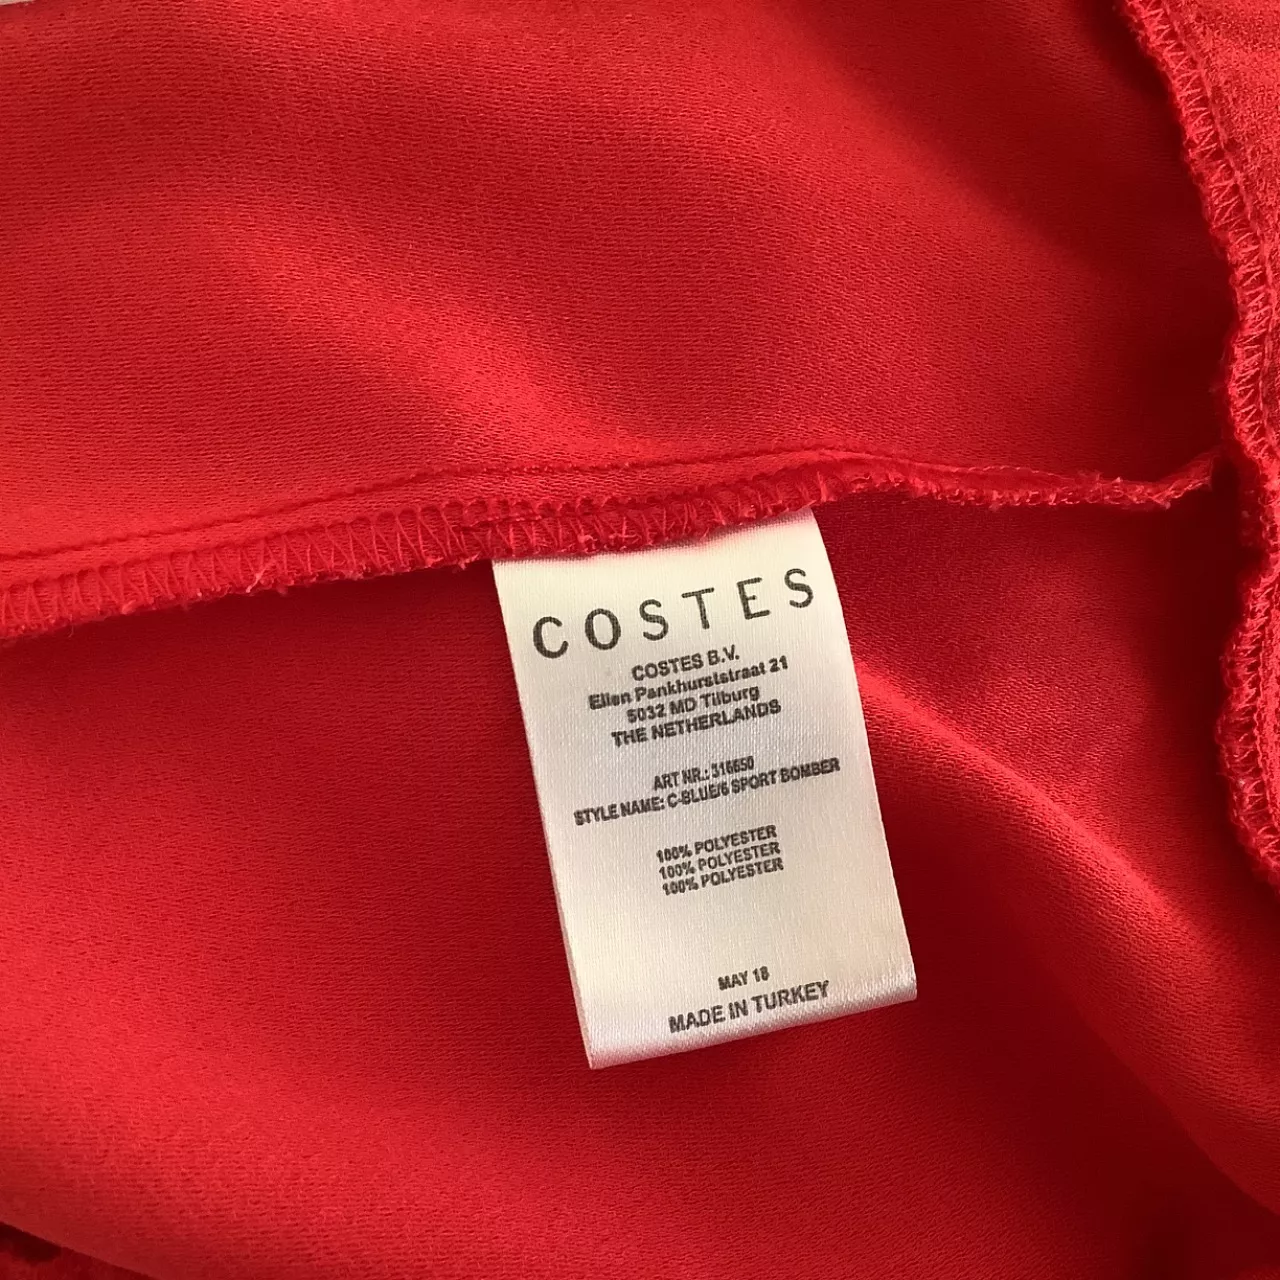 COSTES
COSTES B.V.
Ellen Pankhurststraat 21
5032 MD Tilburg
THE NETHERLANDS
ART NR.: 316650
STYLE NAME: C-BLUE/6 SPORT BOMBER
100% POLYESTER
100% POLYESTER
100% POLYESTER
MAY 18
MADE IN TURKEY